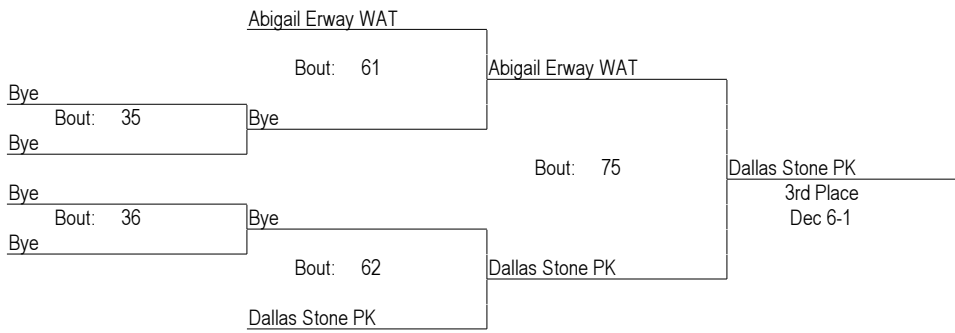 Abigail Erway WAT
Bout: 61
Abigail Erway WAT
Bye
Bout: 35
Bye
Bye
Bout: 75
Dallas Stone PK
3rd Place
Dec 6-1
Bye
Bout: 36
Bye
Bye
Bout: 62
Dallas Stone PK
Dallas Stone PK